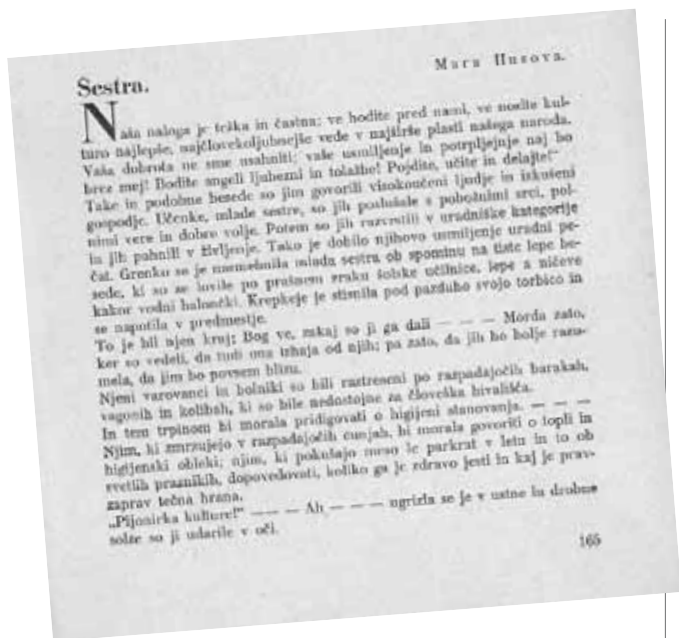 Mara Husova.
Sestra.
Naša naloga je težka in častna: ve hodite pred nami, ve nosite kul-
turo najlepše, najčlovekoljubnejše vede v najširše plasti našega naroda.
Vaša dobrota ne sme usahniti; vaše usmiljenje in potrpljenje naj bo
brez mej! Bodite angeli ljubezni in tolažbe! Pojdite, učite in delajte!“
Take in podobne besede so jim govorili visokoučeni ljudje in izkušeni
gospodje. Učenke, mlade sestre, so jih poslušale s pobožnimi srci, pol-
nimi vere in dobre volje. Potem so jih razvrstili v uradniške kategorije
in jih pahnili v življenje. Tako je dobilo njihovo usmiljenje uradni pe-
čat. Grenko se je nasmehnila mlada sestra ob spominu na tiste lepe be-
sede, ki so se lovile po prašnem zraku šolske učilnice, lepe a ničeve
kakor vodni balončki. Krepkeje je stisnila pod pazduho svojo torbico in
se napotila v predmestje.
To je bil njen kraj; Bog ve, zakaj so ji ga dali — — — Morda zato,
ker so vedeli, da tudi ona izhaja od njih; pa zato, da jih bo bolje razu-
mela, da jim bo povsem blizu.
Njeni varovanci in bolniki so bili raztreseni po razpadajočih barakah,
vagonih in kolibah, ki so bile nedostojne za človeška bivališča.
In tem trpinom bi morala pridigovati o higijeni stanovanja. — — —
Njim, ki zmrzujejo v razpadajočih cunjah, bi morala govoriti o topli in
higijenski obleki; njim, ki pokušajo meso le parkrat v letu in to ob
svetlih praznikih, dopovedovati, koliko ga je zdravo jesti in kaj je prav-
zaprav tečna hrana.
„Pijonirka kulture!“ — — — Ah — — — ugrizla se je v ustne in drobne
solze so ji udarile v oči.
165